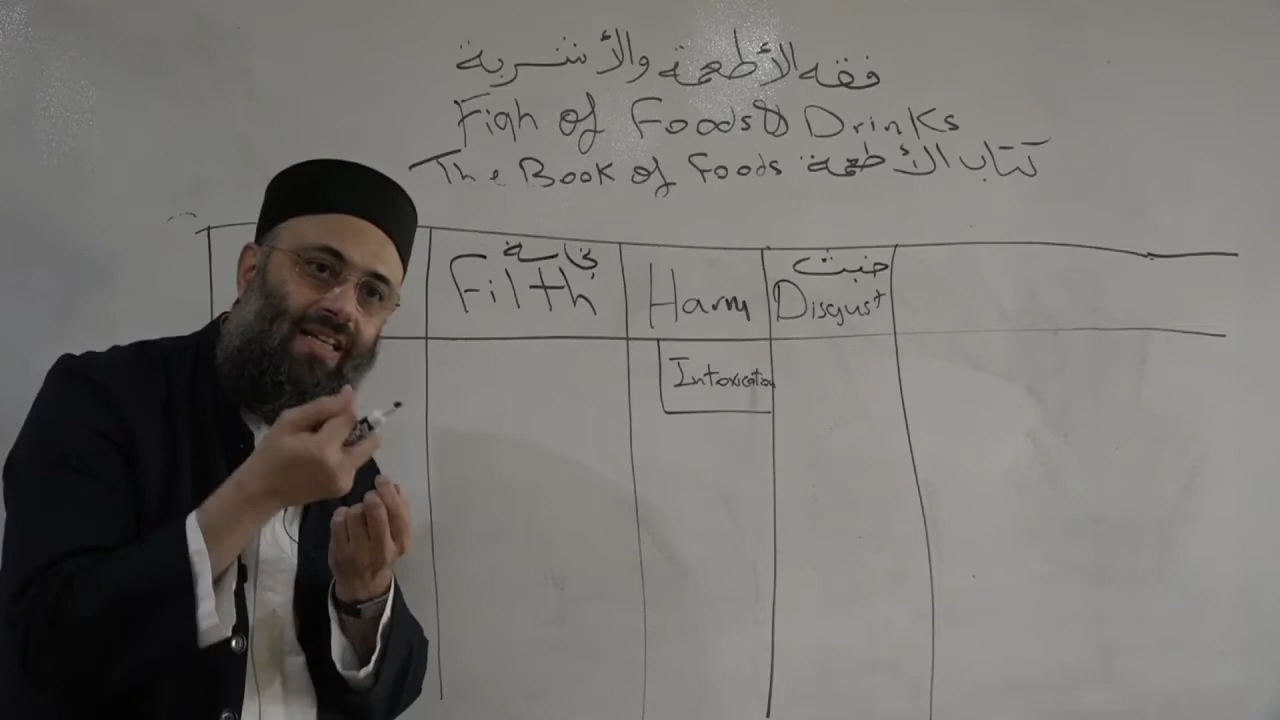 فقه الأطعمة والأشربة
Fiqh of Foods & Drinks
The Book of Foods كتاب الأطعمة
نجاسة
Filth
Harm
خبث
Disgust
Intoxication